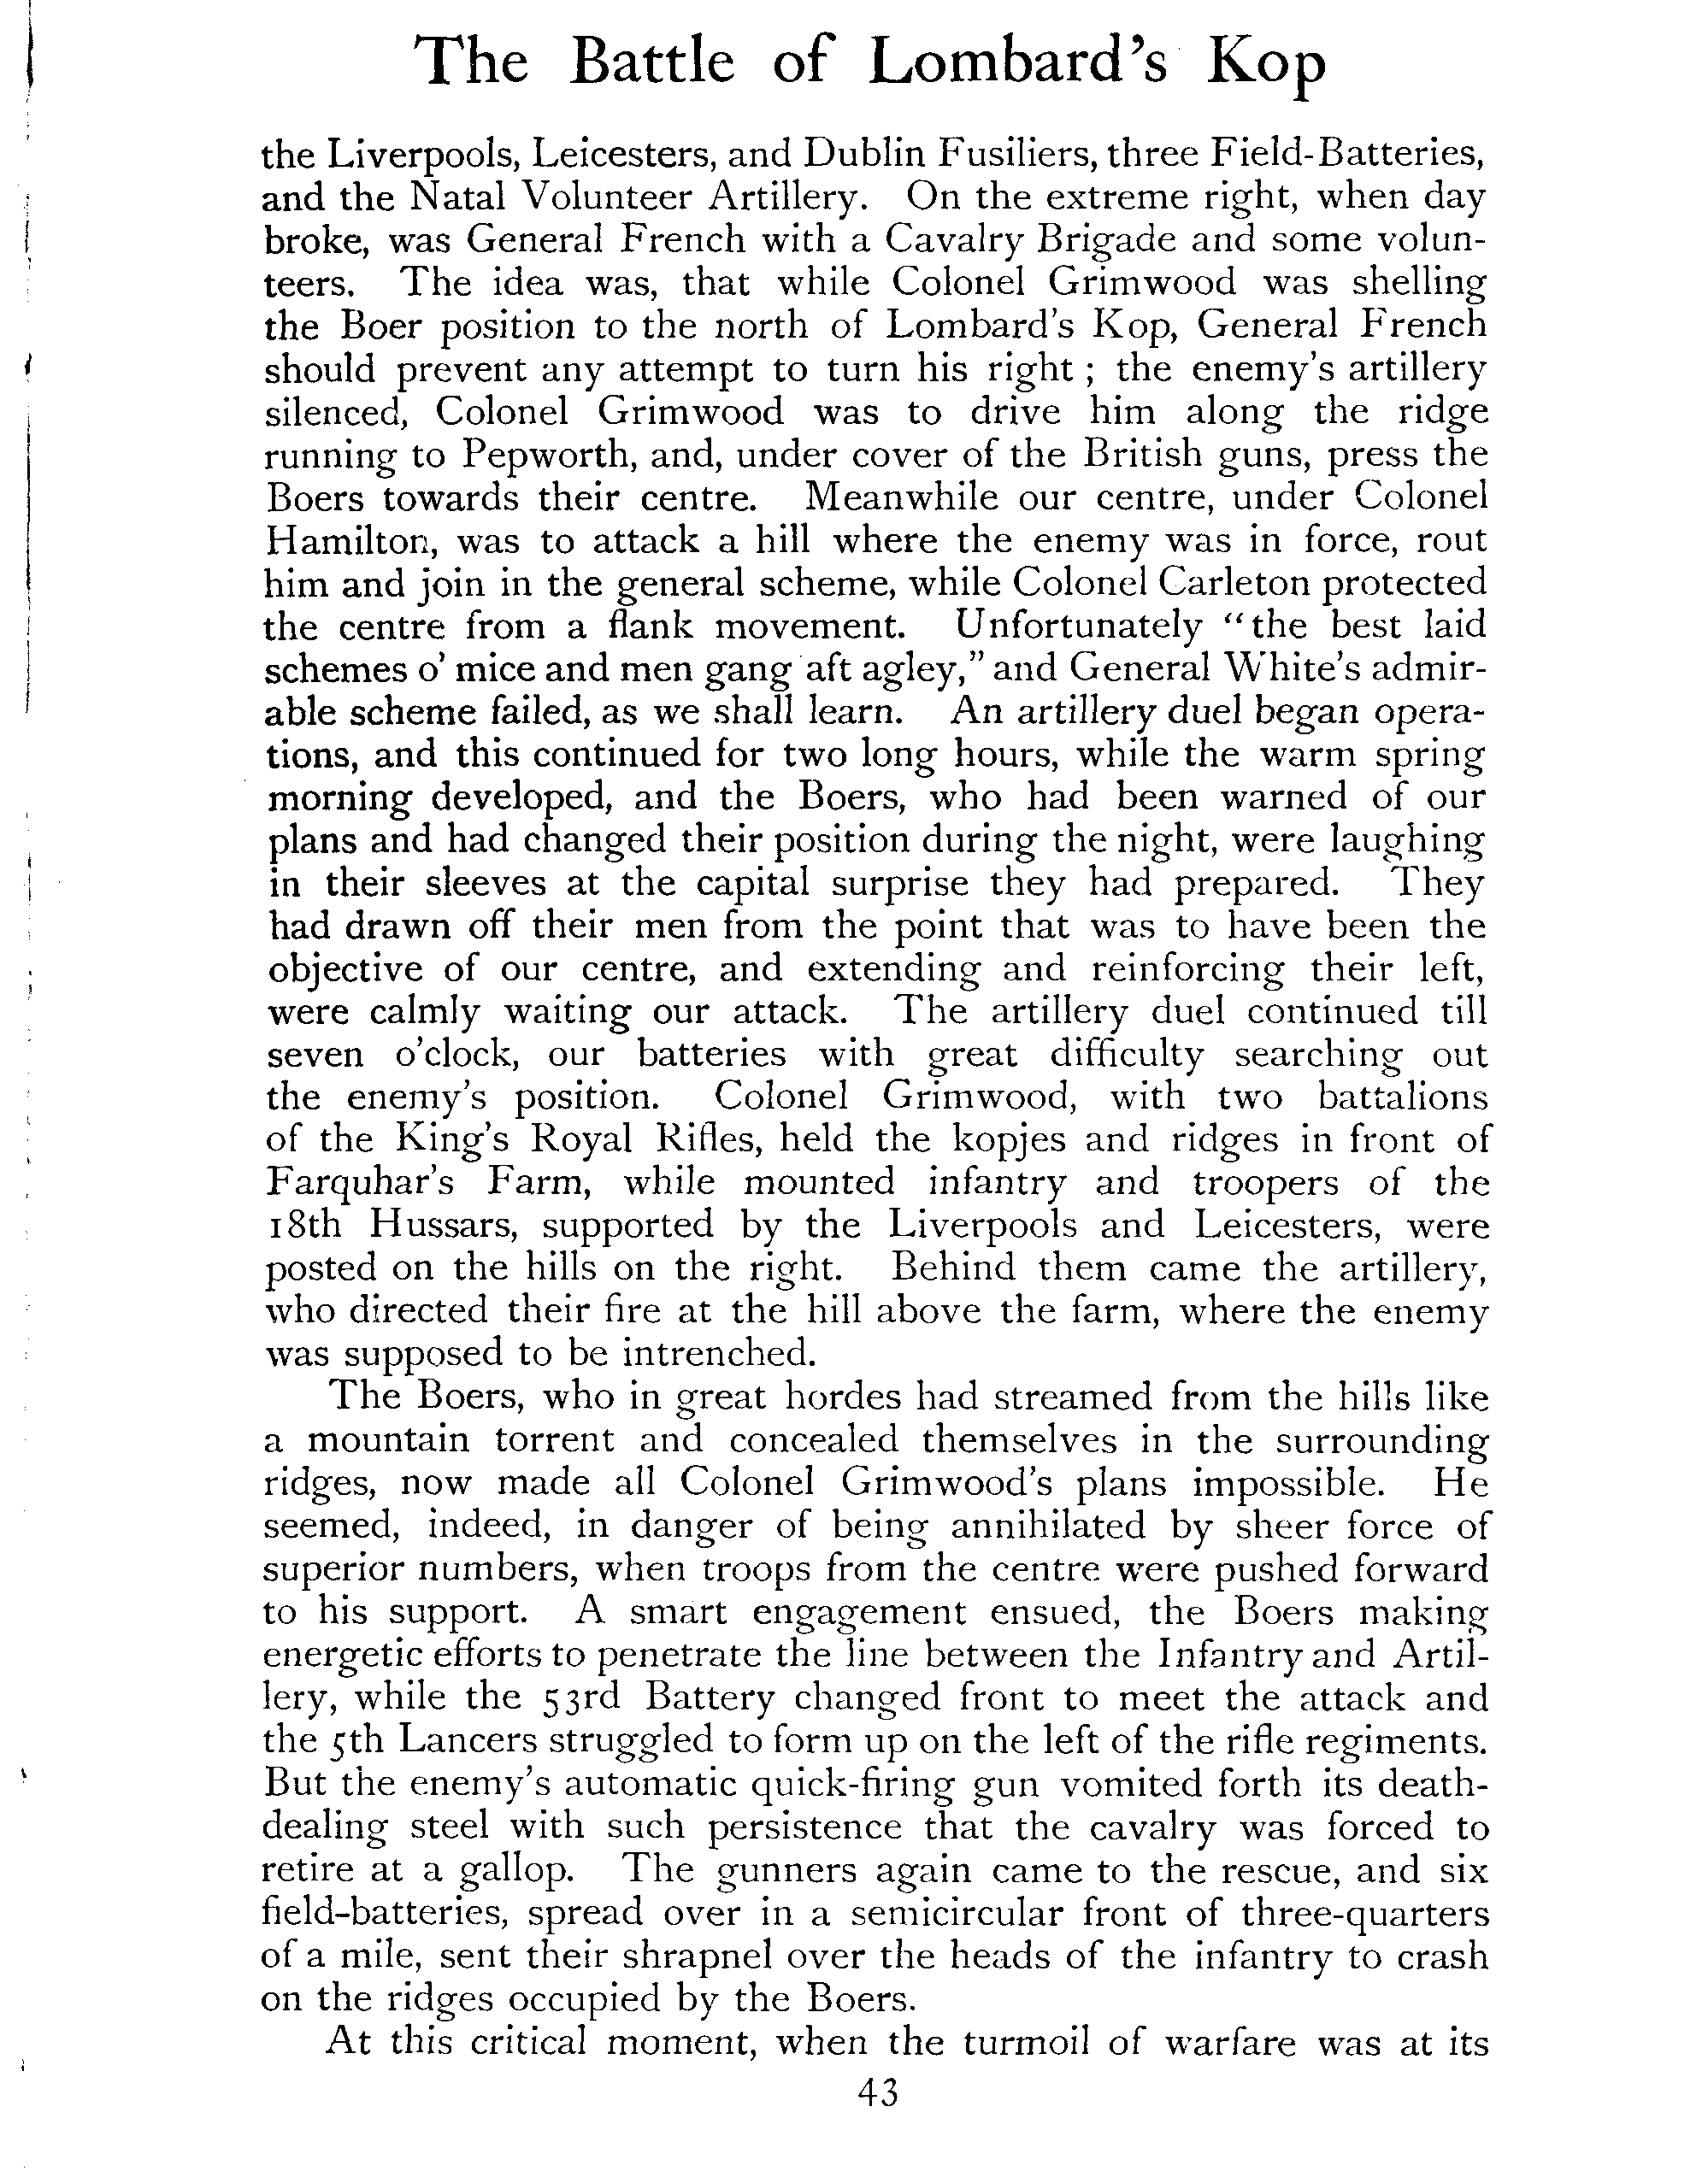 The Battle of Lombard's Kop
the Liverpools, Leicesters, and Dublin Fusiliers, three Field-Batteries,
and the Natal Volunteer Artillery. On the extreme right, when day
broke, was General French with a Cavalry Brigade and some volun-
teers. The idea was, that while Colonel Grimwood was shelling
the Boer position to the north of Lombard's Kop, General French
should prevent any attempt to turn his right ; the enemy's artillery
silenced, Colonel Grimwood was to drive him along the ridge
running to Pepworth, and, under cover of the British guns, press the
Boers towards their centre. Meanwhile our centre, under Colonel
Hamilton, was to attack a hill where the enemy was in force, rout
him and join in the general scheme, while Colonel Carleton protected
the centre from a flank movement. Unfortunately "the best laid
schemes o' mice and men gang aft agley," and General White's admir-
able scheme failed, as we shall learn. An artillery duel began opera-
tions, and this continued for two long hours, while the warm spring
morning developed, and the Boers, who had been warned of our
plans and had changed their position during the night, were laughing
in their sleeves at the capital surprise they had prepared. They
had drawn off their men from the point that was to have been the
objective of our centre, and extending and reinforcing their left,
were calmly waiting our attack. The artillery duel continued till
seven o'clock, our batteries with great difficulty searching out
the enemy's position. Colonel Grimwood, with two battalions
of the King's Royal Rifles, held the kopjes and ridges in front of
Farquhar's Farm, while mounted infantry and troopers of the
18th Hussars, supported by the Liverpools and Leicesters, were
posted on the hills on the right. Behind them came the artillery,
who directed their fire at the hill above the farm, where the enemy
was supposed to be intrenched.
The Boers, who in great hordes had streamed from the hills like
a mountain torrent and concealed themselves in the surrounding
ridges, now made all Colonel Grimwood's plans impossible. He
seemed, indeed, in danger of being annihilated by sheer force of
superior numbers, when troops from the centre were pushed forward
to his support. A smart engagement ensued, the Boers making
energetic efforts to penetrate the line between the Infantry and Artil-
lery, while the 53rd Battery changed front to meet the attack and
the 5th Lancers struggled to form up on the left of the rifle regiments.
But the enemy's automatic quick-firing gun vomited forth its death-
dealing steel with such persistence that the cavalry was forced to
retire at a gallop. The gunners again came to the rescue, and six
field-batteries, spread over in a semicircular front of three-quarters
of a mile, sent their shrapnel over the heads of the infantry to crash
on the ridges occupied by the Boers.
At this critical moment, when the turmoil of warfare was at its
43